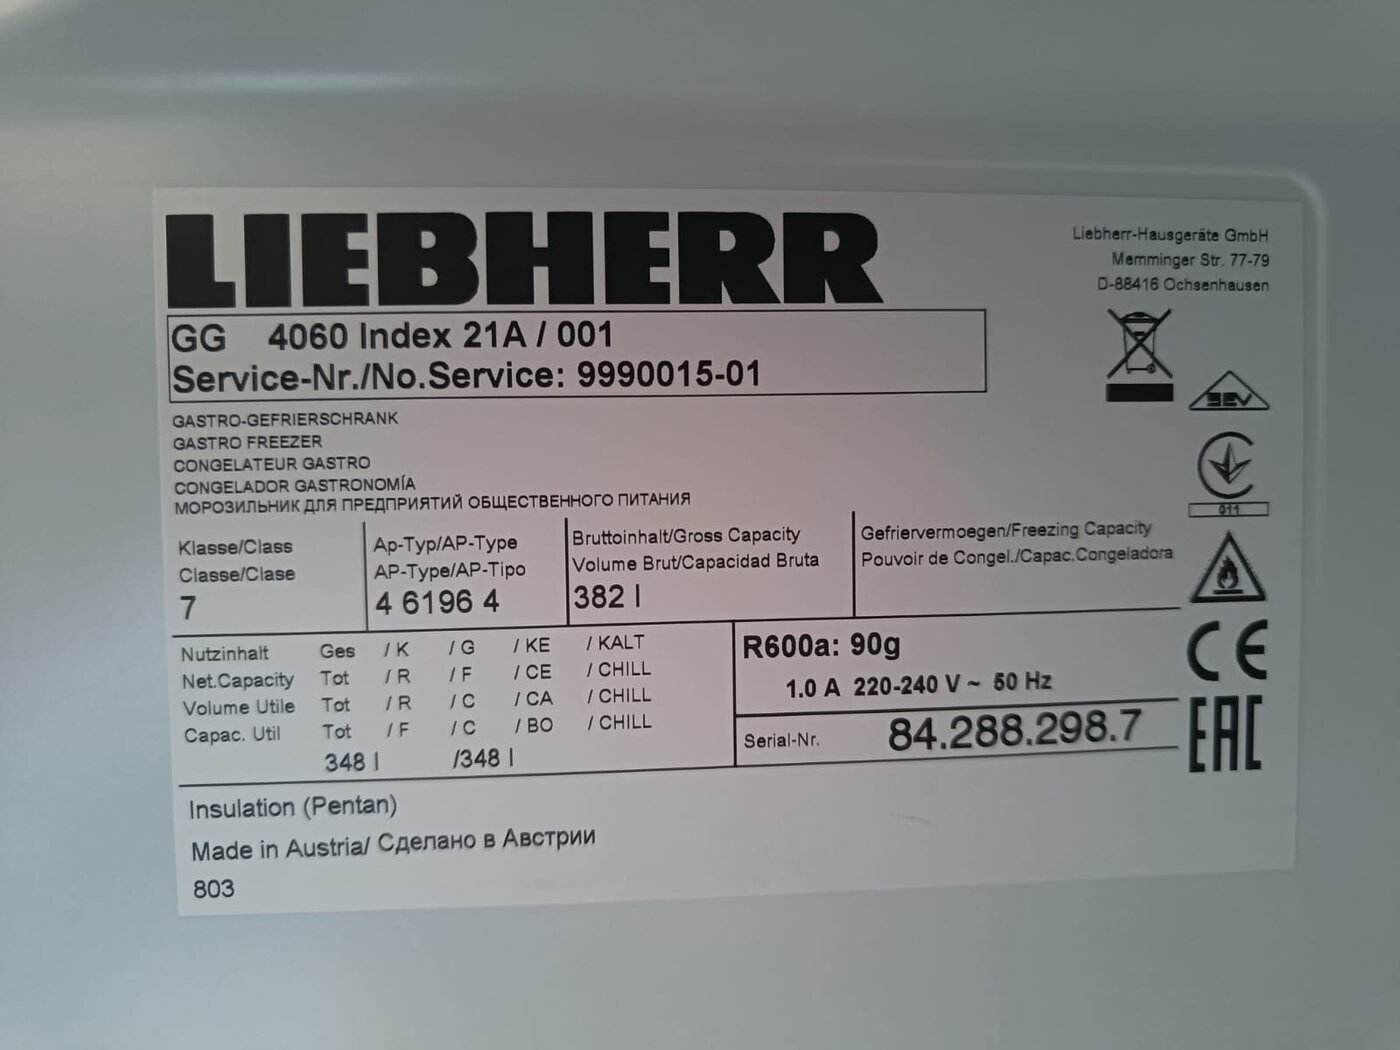 LIEBHERR
Liebherr-Hausgeräte GmbH
Memminger Str. 77-79
D-88416 Ochsenhausen
GG 4060 Index 21A / 001
Service-Nr./No.Service: 9990015-01
GASTRO-GEFRIERSCHRANK
GASTRO FREEZER
CONGELATEUR GASTRO
CONGELADOR GASTRONOMÍA
МОРОЗИЛЬНИК ДЛЯ ПРЕДПРИЯТИЙ ОБЩЕСТВЕННОГО ПИТАНИЯ
SEV
011
Klasse/Class
Classe/Clase
7
Ap-Typ/AP-Type
AP-Type/AP-Tipo
4 6196 4
Bruttoinhalt/Gross Capacity
Volume Brut/Capacidad Bruta
382 l
Gefriervermoegen/Freezing Capacity
Pouvoir de Congel./Capac.Congeladora
Nutzinhalt Ges / K / G / KE / KALT
Net.Capacity Tot / R / F / CE / CHILL
Volume Utile Tot / R / C / CA / CHILL
Capac. Util Tot / F / C / BO / CHILL
348 l /348 l
R600a: 90g
1.0 A 220-240 V ~ 50 Hz
Serial-Nr. 84.288.298.7
CE
EAC
Insulation (Pentan)
Made in Austria/ Сделано в Австрии
803